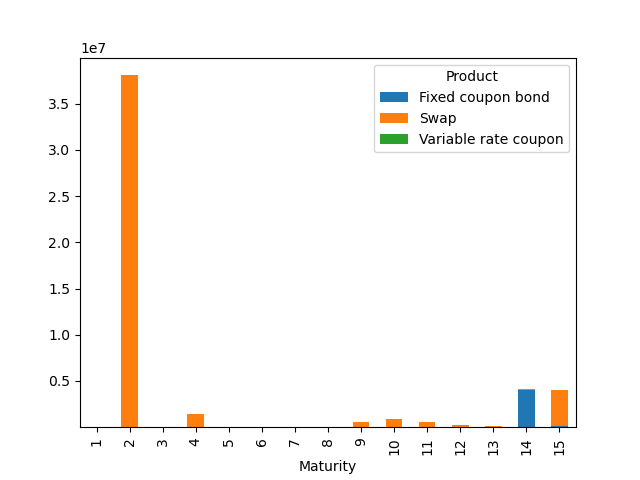 1e7
Product
Fixed coupon bond
Swap
Variable rate coupon
3.5
3.0
2.5
2.0
1.5
1.0
0.5
1 2 3 4 5 6 7 8 9 10 11 12 13 14 15
Maturity